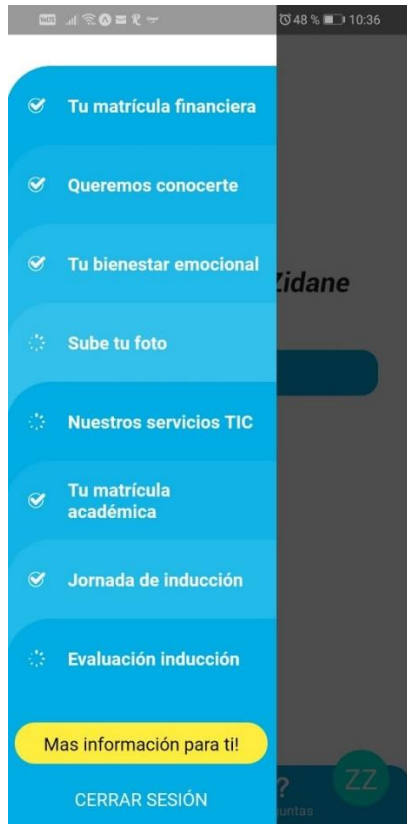 48 % 10:36
Tu matrícula financiera
Queremos conocerte
Tu bienestar emocional
Zidane
Sube tu foto
Nuestros servicios TIC
Tu matrícula
académica
Jornada de inducción
Evaluación inducción
Mas información para ti!
ZZ
?
untas
CERRAR SESIÓN